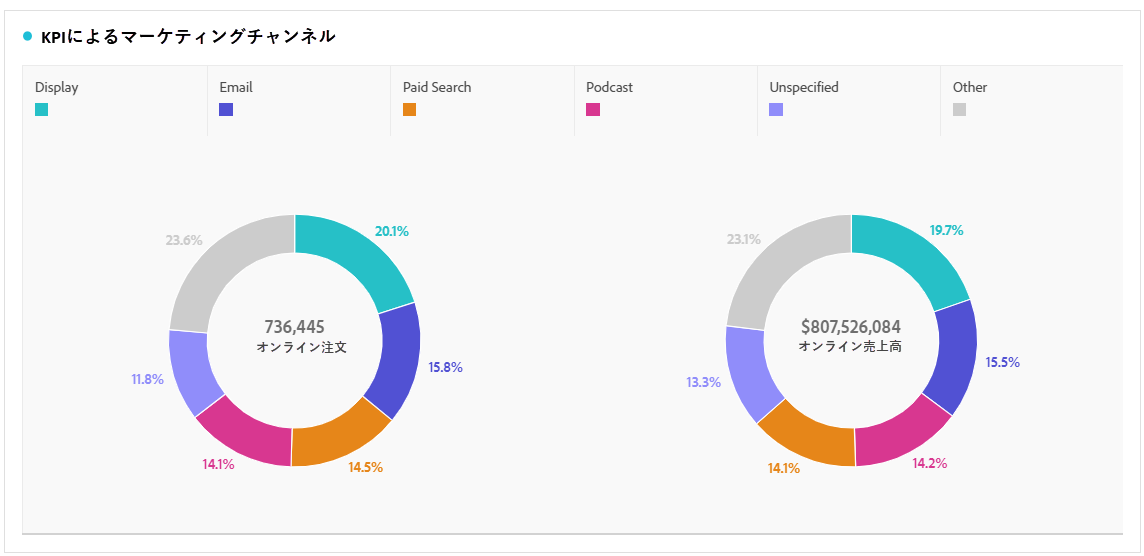 KPIによるマーケティングチャンネル
Display
Email
Paid Search
Podcast
Unspecified
Other
23.6%
20.1%
736,445
オンライン注文
15.8%
11.8%
14.1%
14.5%
23.1%
19.7%
$807,526,084
オンライン売上高
15.5%
13.3%
14.1%
14.2%